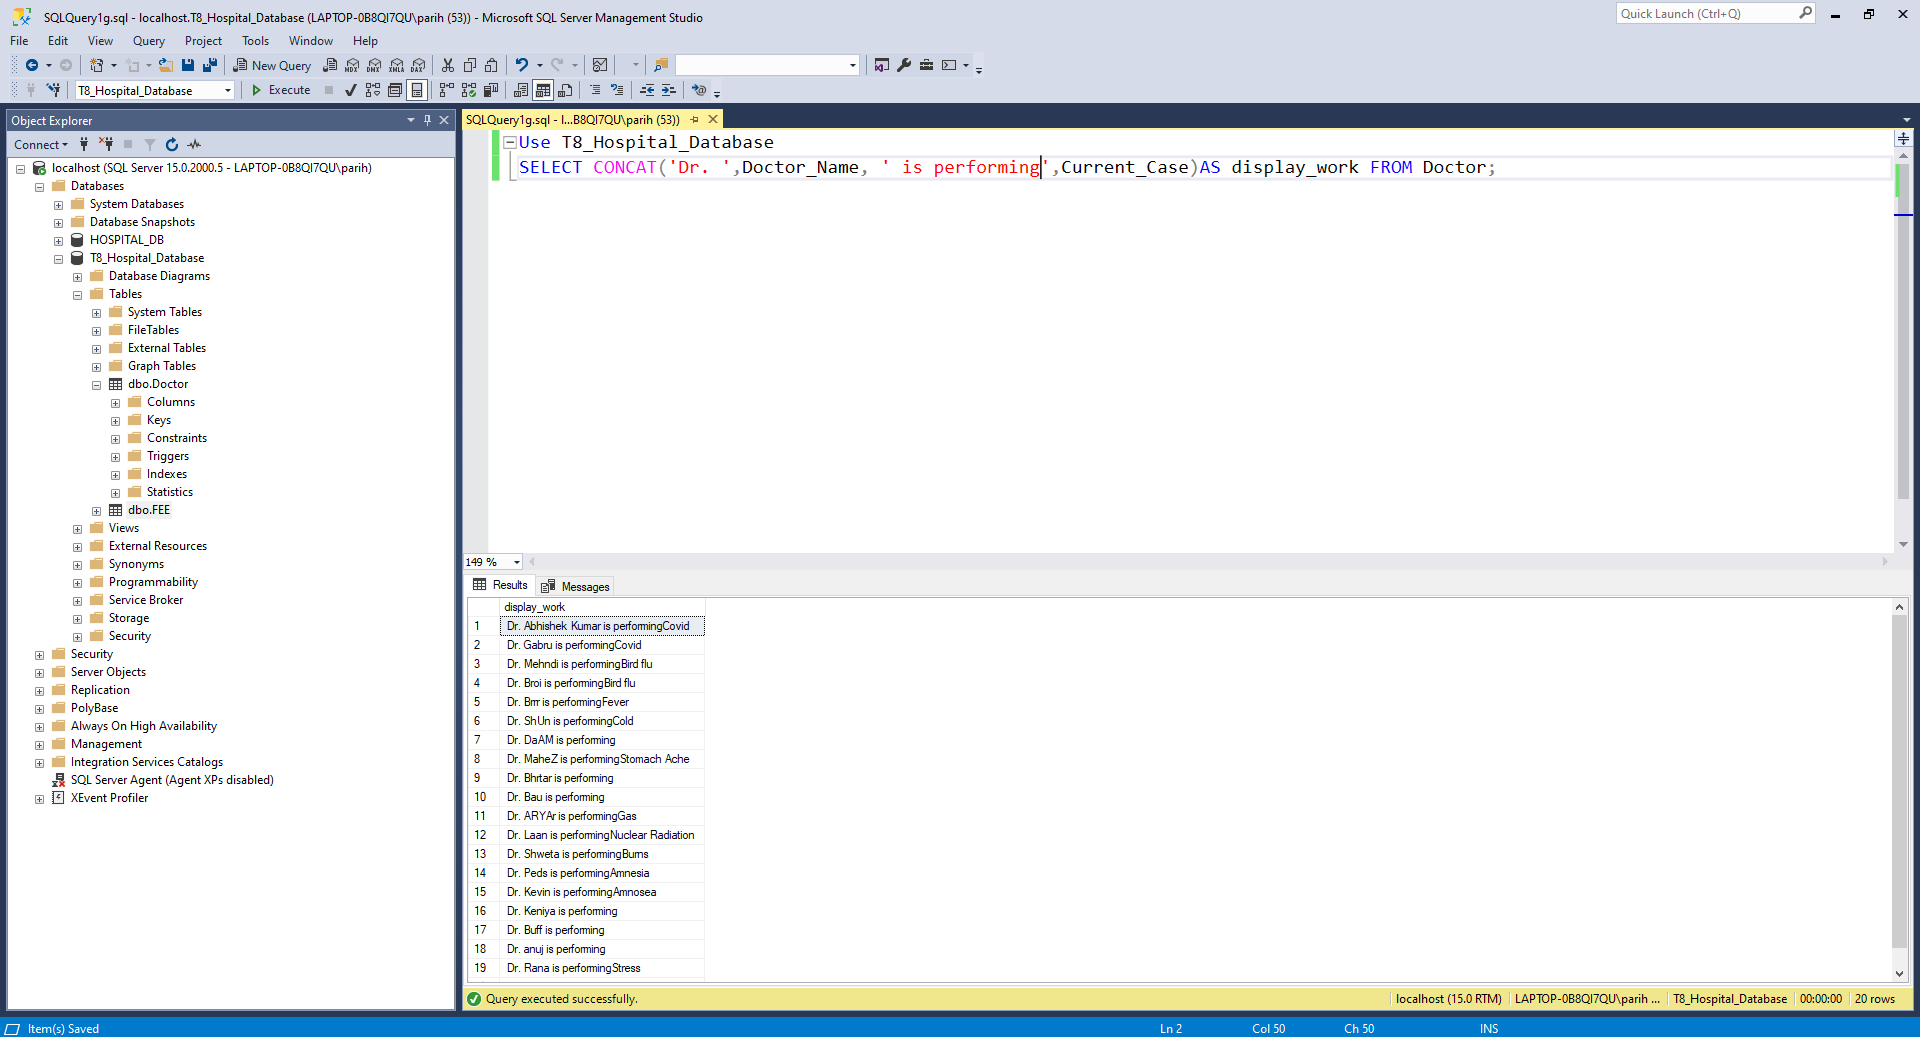 SQLQuery1g.sql - localhost.T8_Hospital_Database (LAPTOP-0B8QI7QU\parih (53)) - Microsoft SQL Server Management Studio
Quick Launch (Ctrl+Q)
File Edit View Query Project Tools Window Help
New Query MDX DMX XMLA DAX
T8_Hospital_Database Execute
Object Explorer
SQLQuery1g.sql - l...B8QI7QU\parih (53))
Connect
localhost (SQL Server 15.0.2000.5 - LAPTOP-0B8QI7QU\parih)
Databases
System Databases
Database Snapshots
HOSPITAL_DB
T8_Hospital_Database
Database Diagrams
Tables
System Tables
FileTables
External Tables
Graph Tables
dbo.Doctor
Columns
Keys
Constraints
Triggers
Indexes
Statistics
dbo.FEE
Views
External Resources
Synonyms
Programmability
Service Broker
Storage
Security
Security
Server Objects
Replication
PolyBase
Always On High Availability
Management
Integration Services Catalogs
SQL Server Agent (Agent XPs disabled)
XEvent Profiler
Use T8_Hospital_Database
SELECT CONCAT('Dr. ',Doctor_Name, ' is performing',Current_Case)AS display_work FROM Doctor;
149 %
Results Messages
display_work
1 Dr. Abhishek Kumar is performingCovid
2 Dr. Gabru is performingCovid
3 Dr. Mehndi is performingBird flu
4 Dr. Broi is performingBird flu
5 Dr. Brrr is performingFever
6 Dr. ShUn is performingCold
7 Dr. DaAM is performing
8 Dr. MaheZ is performingStomach Ache
9 Dr. Bhrtar is performing
10 Dr. Bau is performing
11 Dr. ARYAr is performingGas
12 Dr. Laan is performingNuclear Radiation
13 Dr. Shweta is performingBurns
14 Dr. Peds is performingAmnesia
15 Dr. Kevin is performingAmnosea
16 Dr. Keniya is performing
17 Dr. Buff is performing
18 Dr. anuj is performing
19 Dr. Rana is performingStress
Query executed successfully. localhost (15.0 RTM) LAPTOP-0B8QI7QU\parih ... T8_Hospital_Database 00:00:00 20 rows
Item(s) Saved Ln 2 Col 50 Ch 50 INS